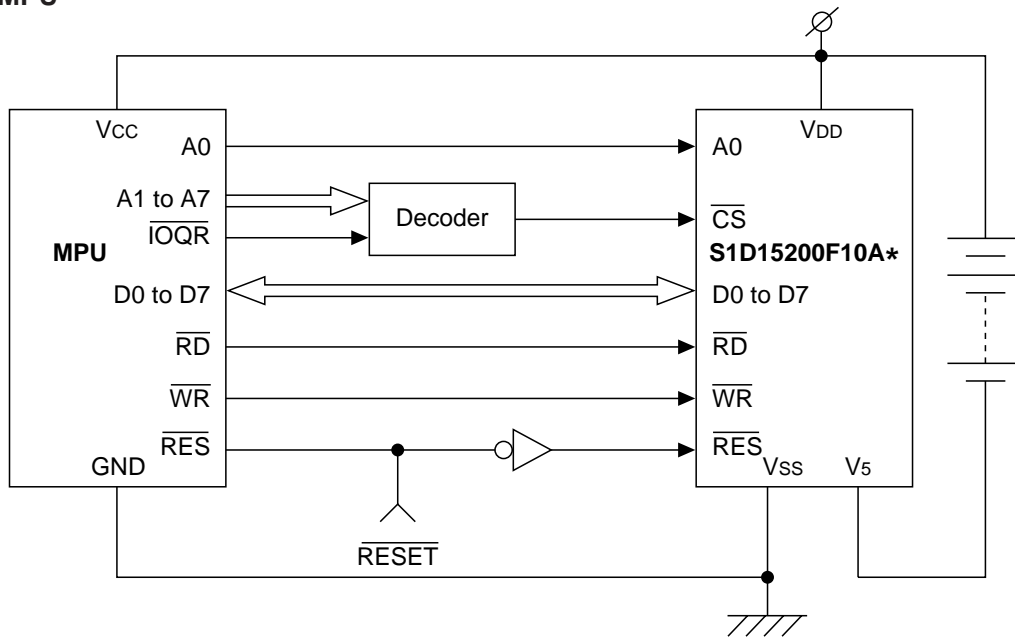 MPU
VCC
VDD
A0
A0
A1 to A7
Decoder
CS
IOQR
MPU
S1D15200F10A*
D0 to D7
D0 to D7
RD
RD
WR
WR
RES
RES
GND
VSS
V5
RESET